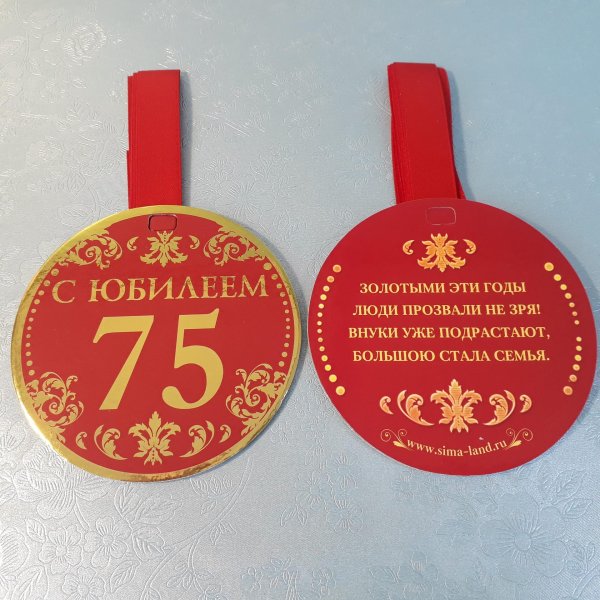 С ЮБИЛЕЕМ
75
ЗОЛОТЫМИ ЭТИ ГОДЫ
ЛЮДИ ПРОЗВАЛИ НЕ ЗРЯ!
ВНУКИ УЖЕ ПОДРАСТАЮТ,
БОЛЬШОЮ СТАЛА СЕМЬЯ.
www.sima-land.ru